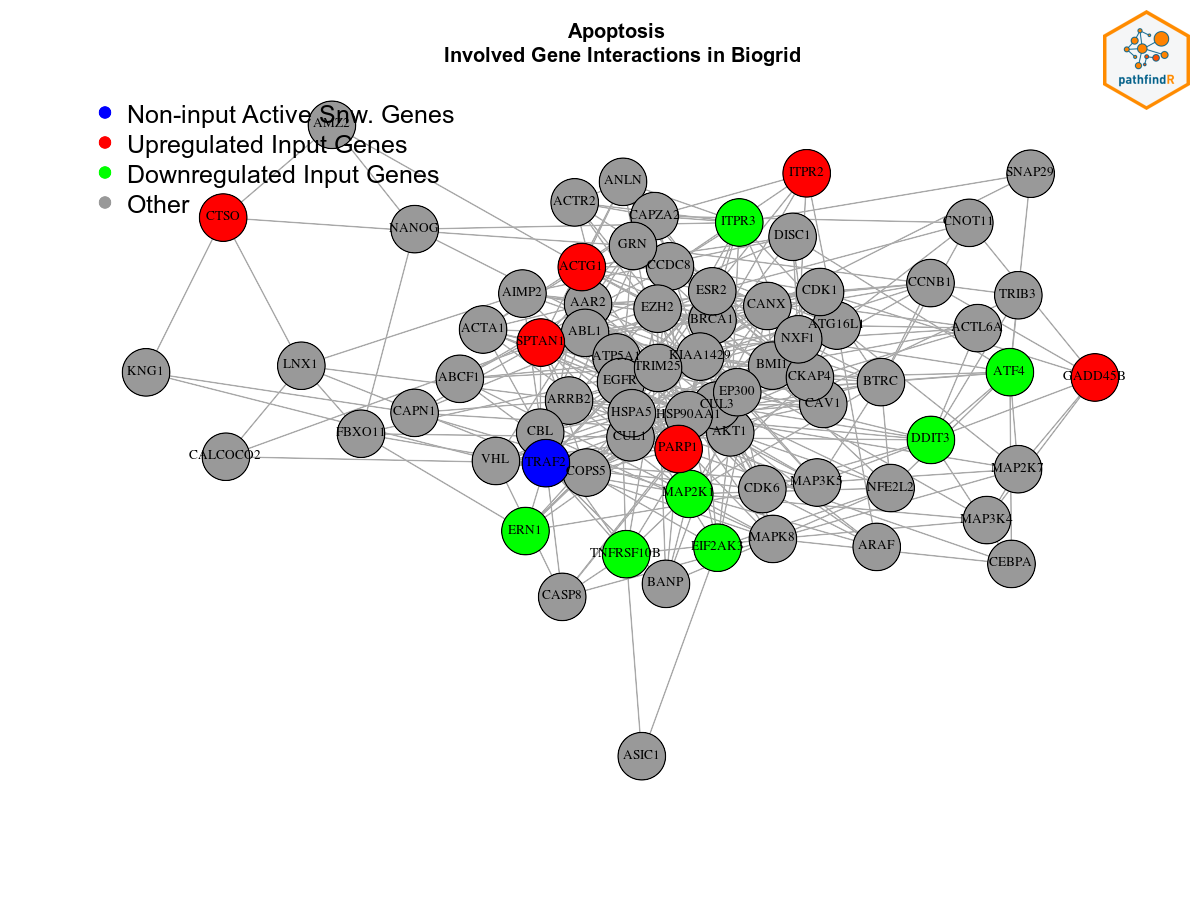 Apoptosis
Involved Gene Interactions in Biogrid
pathfindR
Non-input Active Snw. Genes
Upregulated Input Genes
Downregulated Input Genes
Other
AMZ2
ITPR2
SNAP29
ANLN
ACTR2
CAPZA2
CTSO
ITPR3
CNOT11
NANOG
DISC1
GRN
ACTG1
CCDC8
CCNB1
AIMP2
ESR2
CDK1
TRIB3
AAR2
EZH2
CANX
BRCA1
ATG16L1
ACTA1
ABL1
ACTL6A
SPTAN1
NXF1
ATP5A1
KIAA1429
LNX1
TRIM25
BMI1
KNG1
ATF4
GADD45B
ABCF1
EGFR
CKAP4
BTRC
EP300
ARRB2
CUL3
CAV1
CAPN1
HSPA5
HSP90AA1
FBXO11
CBL
CUL1
AKT1
DDIT3
PARP1
CALCOCO2
VHL
TRAF2
COPS5
MAP2K7
MAP2K1
CDK6
MAP3K5
NFE2L2
MAP3K4
ERN1
MAPK8
EIF2AK3
ARAF
TNFRSF10B
CEBPA
BANP
CASP8
ASIC1